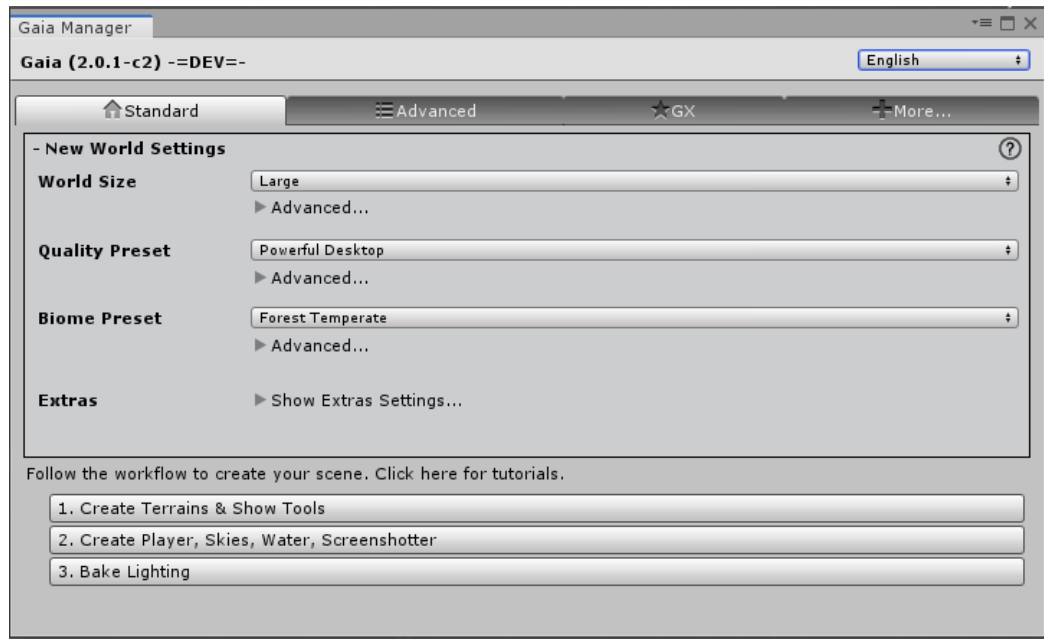 Gaia Manager
Gaia (2.0.1-c2) -=DEV=- English
Standard Advanced GX More...
- New World Settings ?
World Size Large
Advanced...
Quality Preset Powerful Desktop
Advanced...
Biome Preset Forest Temperate
Advanced...
Extras Show Extras Settings...
Follow the workflow to create your scene. Click here for tutorials.
1. Create Terrains & Show Tools
2. Create Player, Skies, Water, Screenshotter
3. Bake Lighting